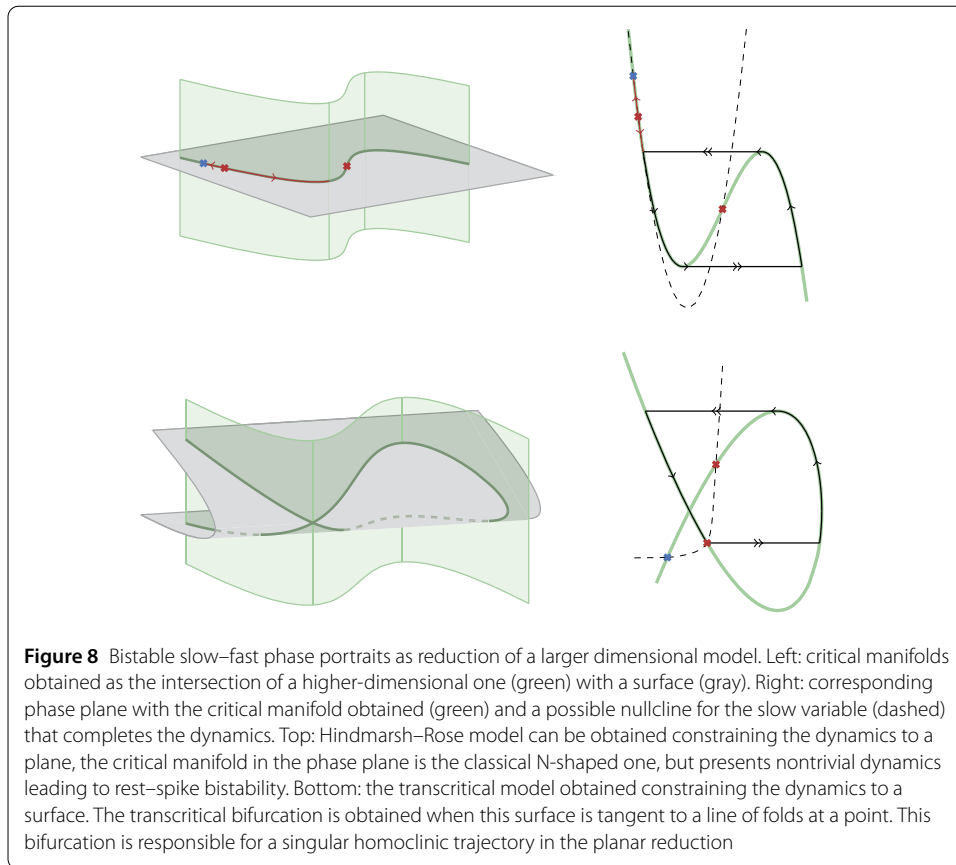 Figure 8 Bistable slow–fast phase portraits as reduction of a larger dimensional model. Left: critical manifolds
obtained as the intersection of a higher-dimensional one (green) with a surface (gray). Right: corresponding
phase plane with the critical manifold obtained (green) and a possible nullcline for the slow variable (dashed)
that completes the dynamics. Top: Hindmarsh–Rose model can be obtained constraining the dynamics to a
plane, the critical manifold in the phase plane is the classical N-shaped one, but presents nontrivial dynamics
leading to rest–spike bistability. Bottom: the transcritical model obtained constraining the dynamics to a
surface. The transcritical bifurcation is obtained when this surface is tangent to a line of folds at a point. This
bifurcation is responsible for a singular homoclinic trajectory in the planar reduction